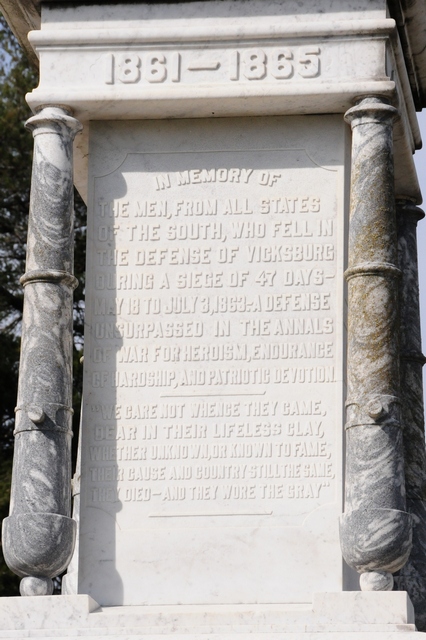 1861—1865
IN MEMORY OF
THE MEN, FROM ALL STATES
OF THE SOUTH, WHO FELL IN
THE DEFENSE OF VICKSBURG
DURING A SIEGE OF 47 DAYS—
MAY 18 TO JULY 3, 1863—A DEFENSE
UNSURPASSED IN THE ANNALS
OF WAR FOR HEROISM, ENDURANCE
OF HARDSHIP, AND PATRIOTIC DEVOTION.
"WE CARE NOT WHENCE THEY CAME,
DEAR IN THEIR LIFELESS CLAY,
WHETHER UNKNOWN, OR KNOWN TO FAME,
THEIR CAUSE AND COUNTRY STILL THE SAME,
THEY DIED—AND THEY WORE THE GRAY"